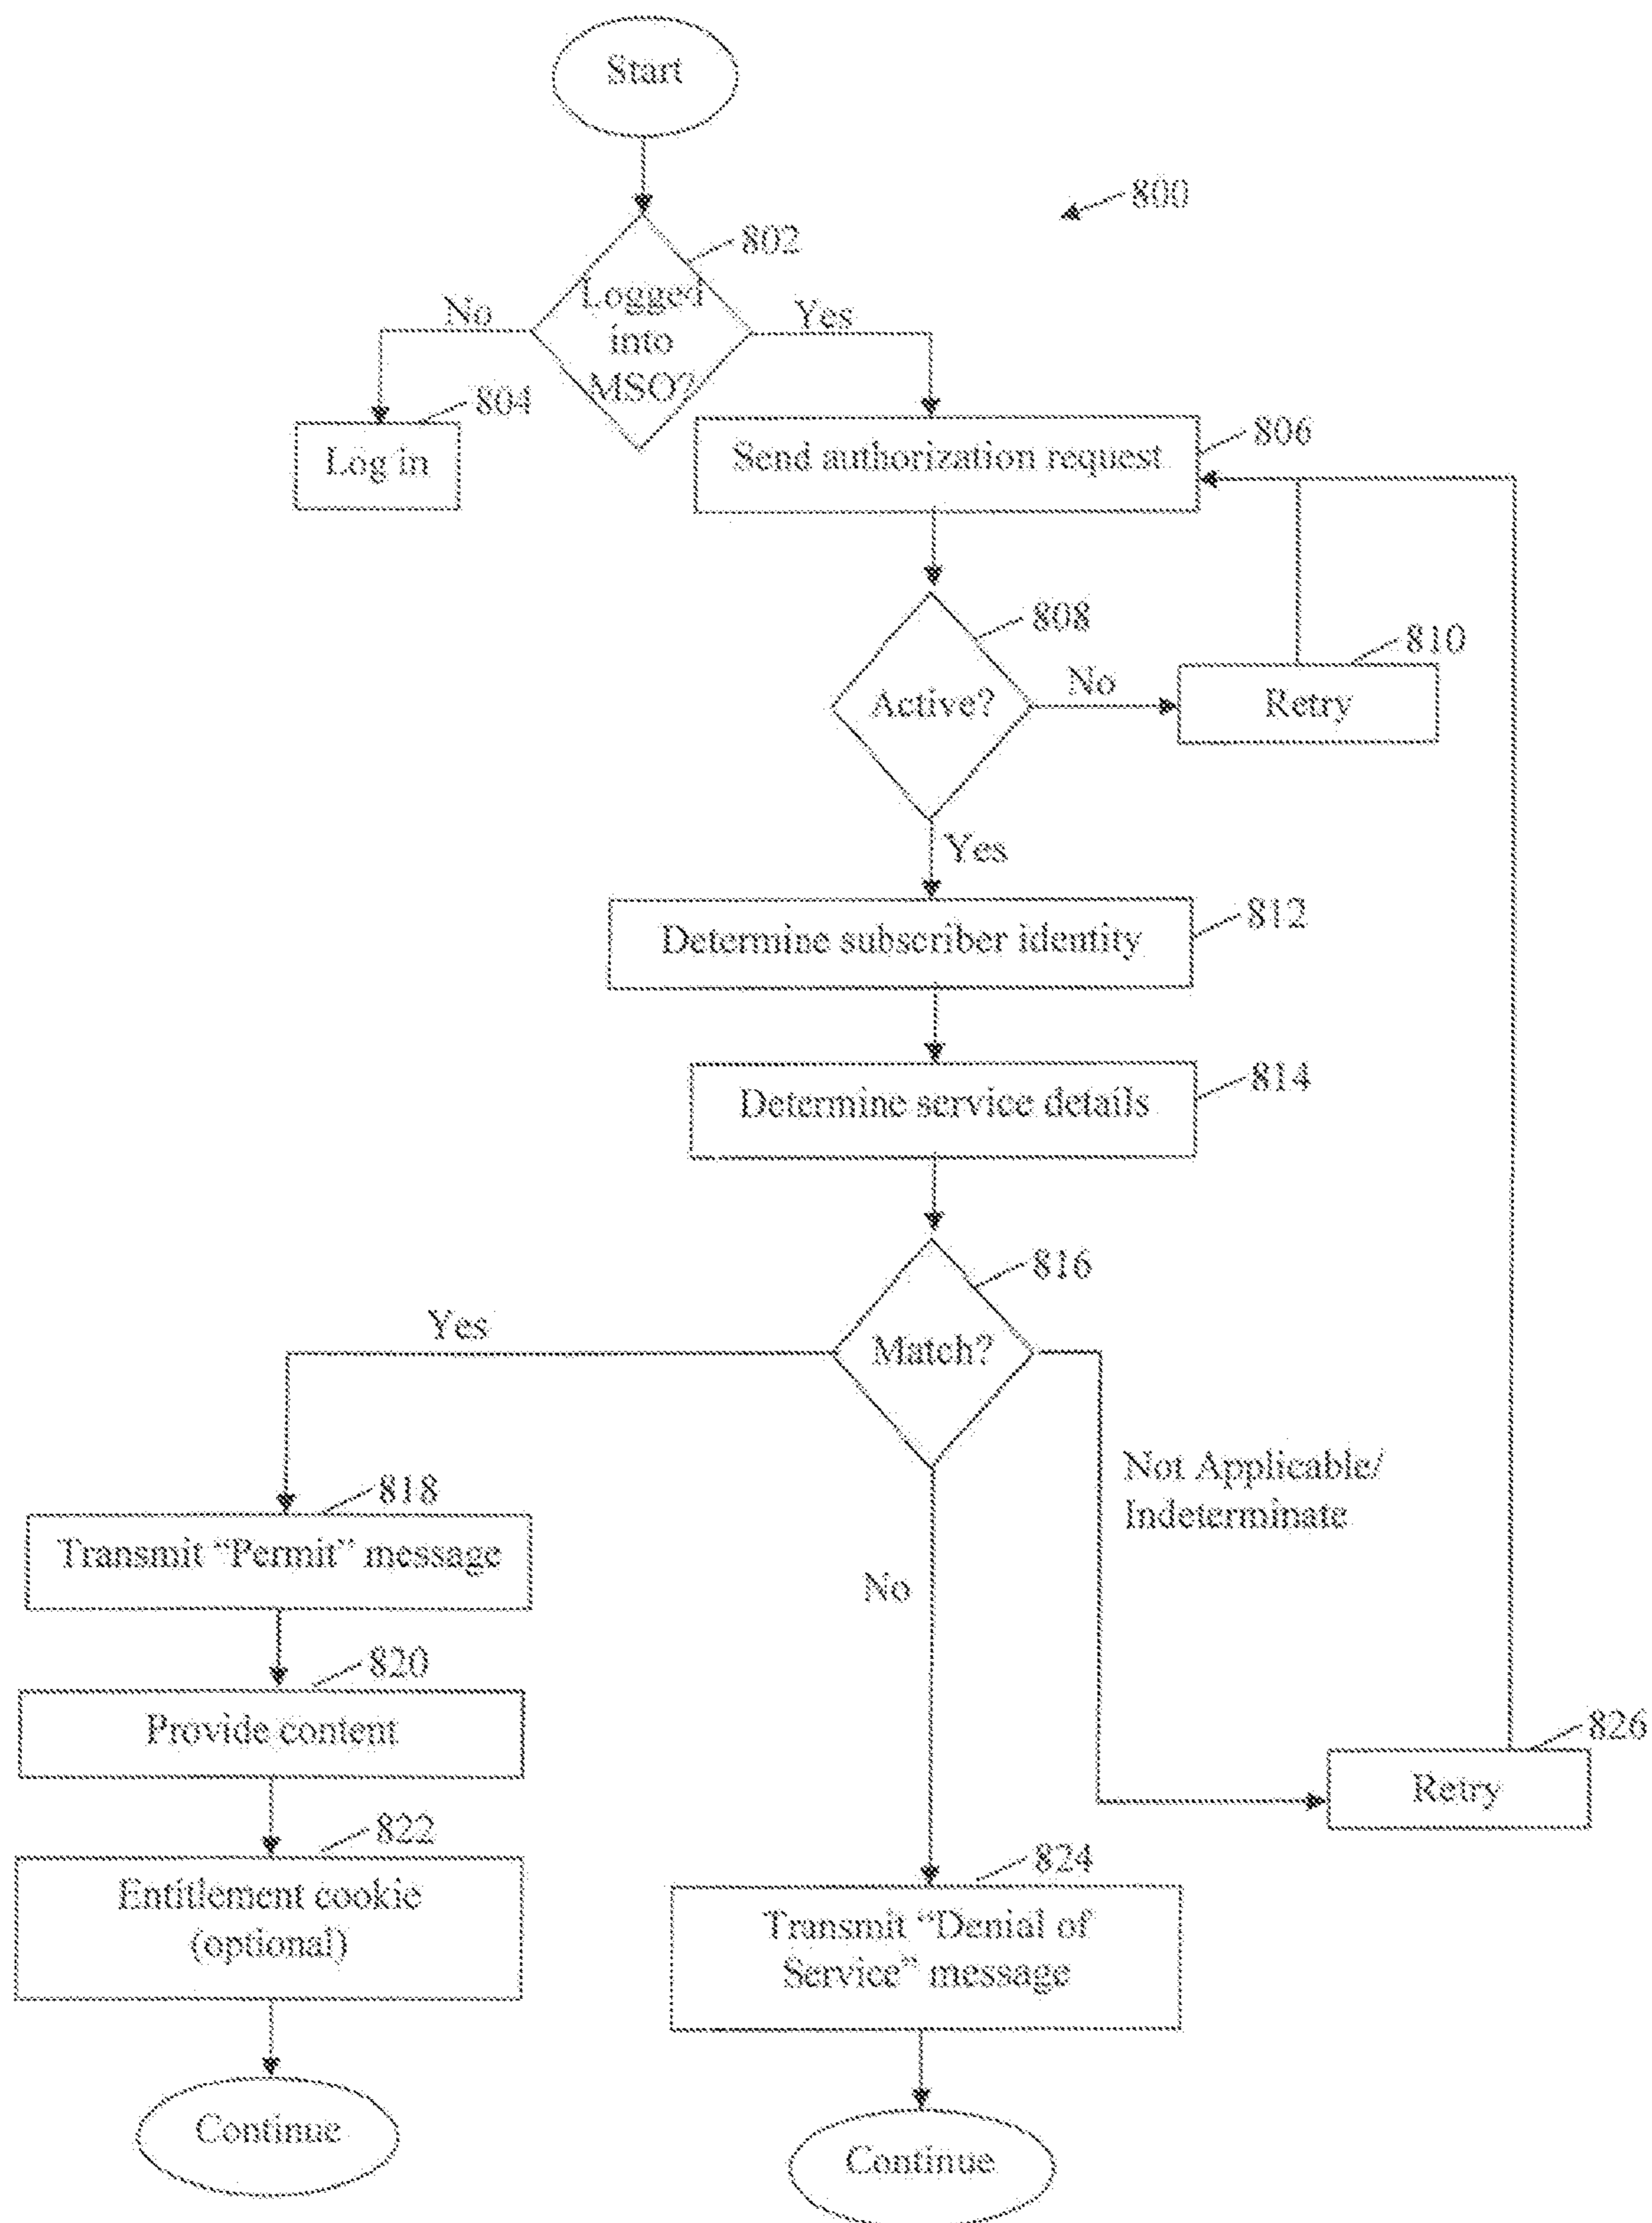 Start
800
802
Logged
into
MSO?
No
Yes
804
Log in
806
Send authorization request
808
Active?
No
810
Retry
Yes
812
Determine subscriber identity
814
Determine service details
816
Match?
Yes
Not Applicable/
Indeterminate
No
818
Transmit “Permit” message
820
Provide content
826
Retry
822
Entitlement cookie
(optional)
824
Transmit “Denial of
Service” message
Continue
Continue